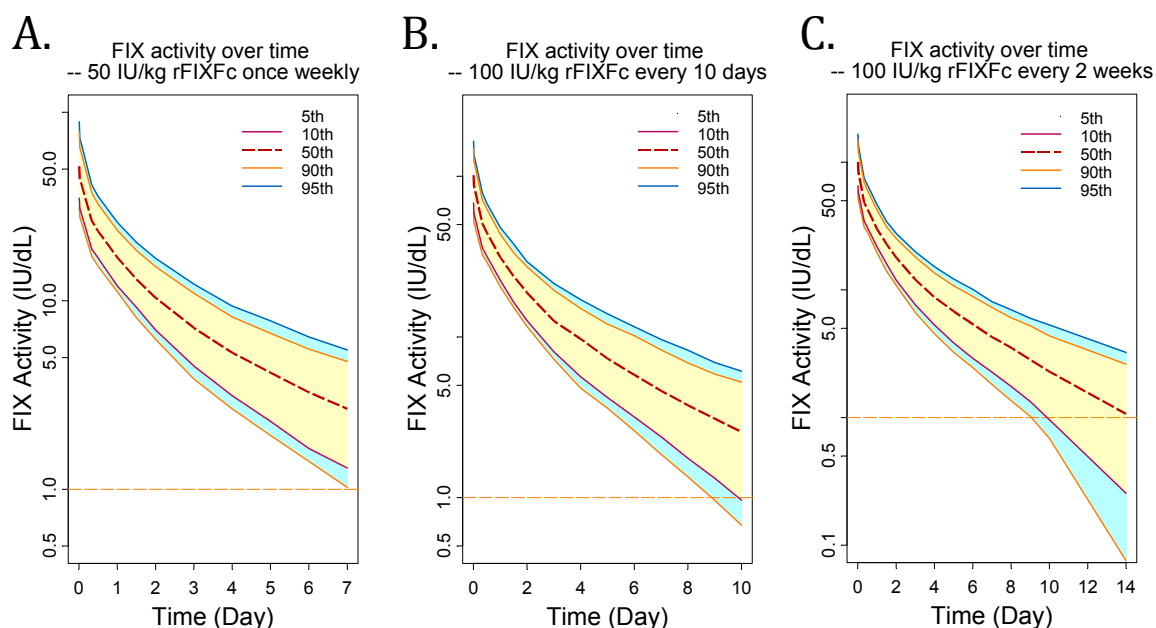 A.
FIX activity over time
-- 50 IU/kg rFIXFc once weekly
5th
10th
50th
90th
95th
FIX Activity (IU/dL)
50.0
10.0
5.0
1.0
0.5
0 1 2 3 4 5 6 7
Time (Day)
B.
FIX activity over time
-- 100 IU/kg rFIXFc every 10 days
5th
10th
50th
90th
95th
FIX Activity (IU/dL)
50.0
5.0
1.0
0.5
0 2 4 6 8 10
Time (Day)
C.
FIX activity over time
-- 100 IU/kg rFIXFc every 2 weeks
5th
10th
50th
90th
95th
FIX Activity (IU/dL)
50.0
5.0
0.5
0.1
0 2 4 6 8 10 12 14
Time (Day)